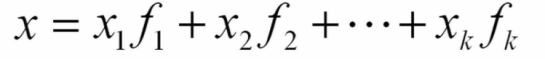 x = x₁f₁ + x₂f₂ + ⋯ + xₖfₖ